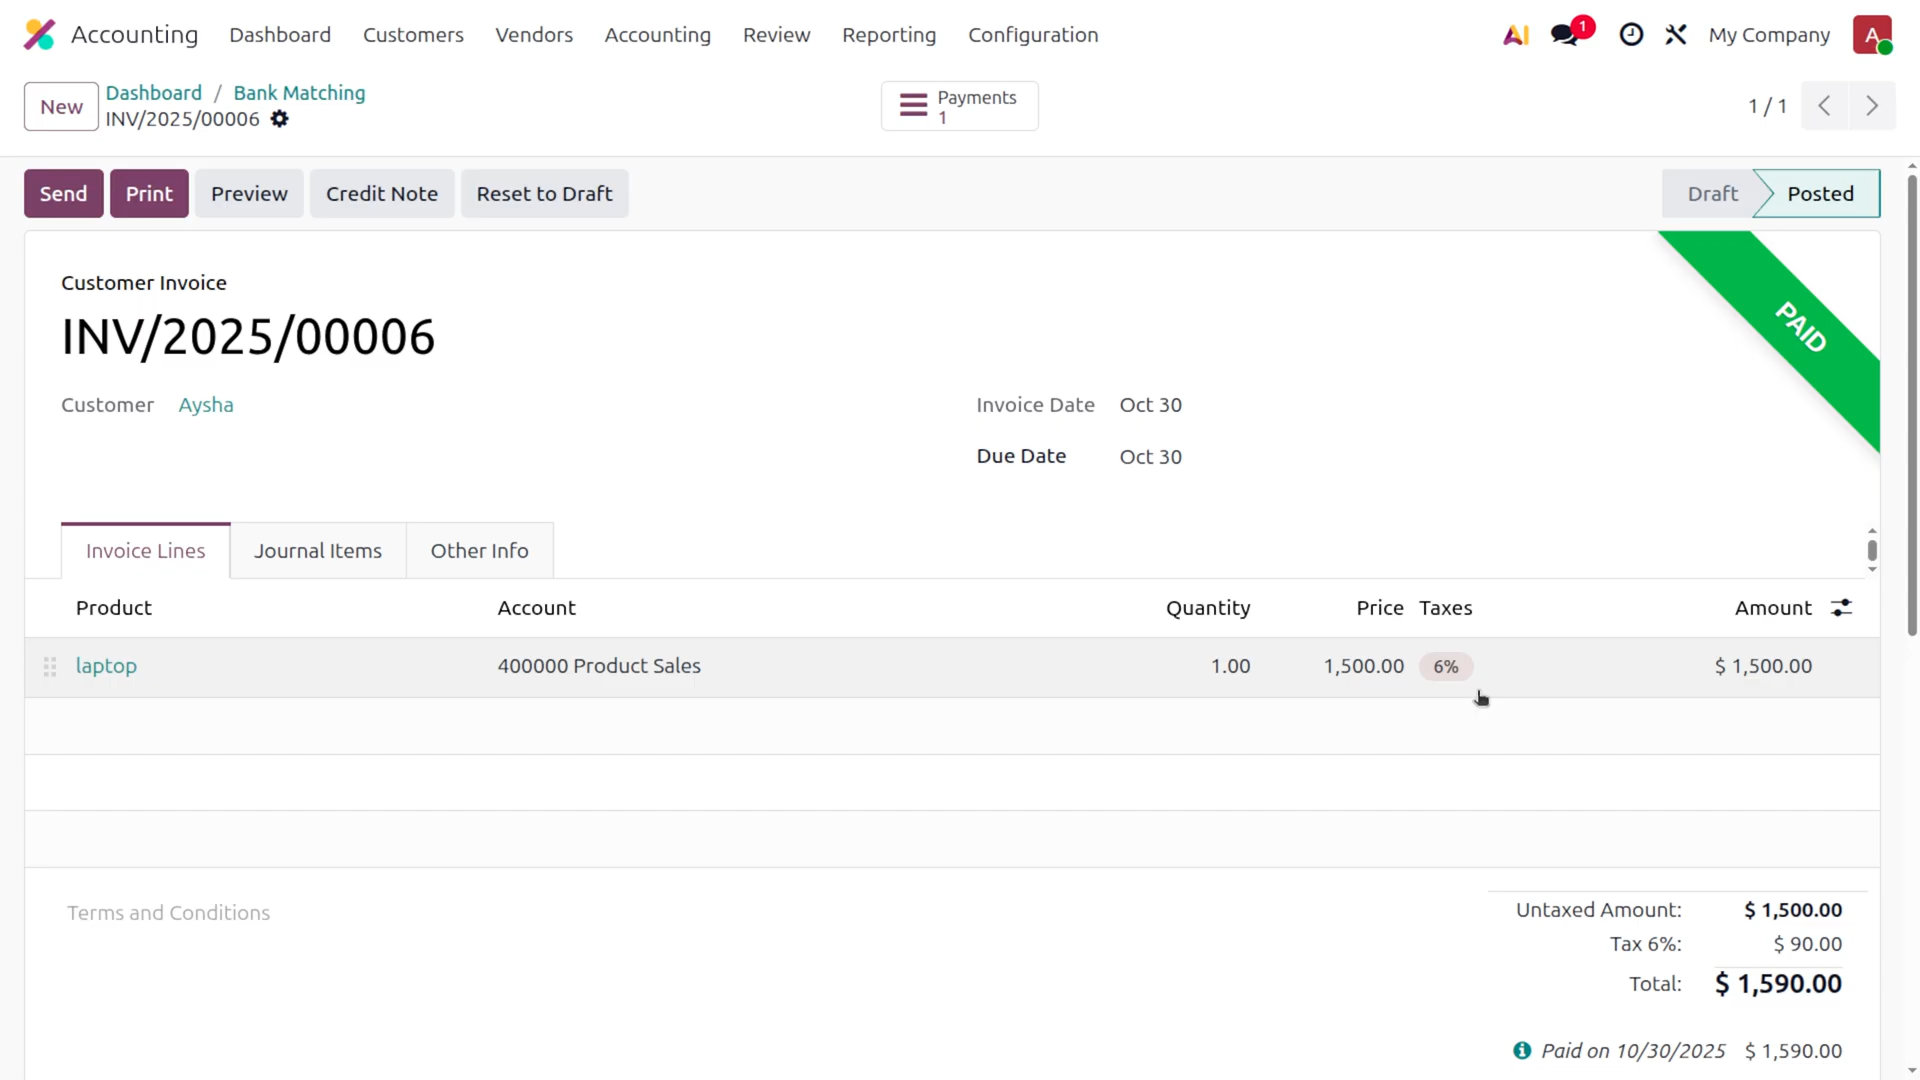 Accounting Dashboard Customers Vendors Accounting Review Reporting Configuration AI 1 My Company A
New Dashboard / Bank Matching
INV/2025/00006
Payments
1
1 / 1
Send Print Preview Credit Note Reset to Draft Draft Posted
PAID
Customer Invoice
INV/2025/00006
Customer Aysha Invoice Date Oct 30
Due Date Oct 30
Invoice Lines Journal Items Other Info
Product Account Quantity Price Taxes Amount
laptop 400000 Product Sales 1.00 1,500.00 6% $ 1,500.00
Terms and Conditions
Untaxed Amount: $ 1,500.00
Tax 6%: $ 90.00
Total: $ 1,590.00
Paid on 10/30/2025 $ 1,590.00